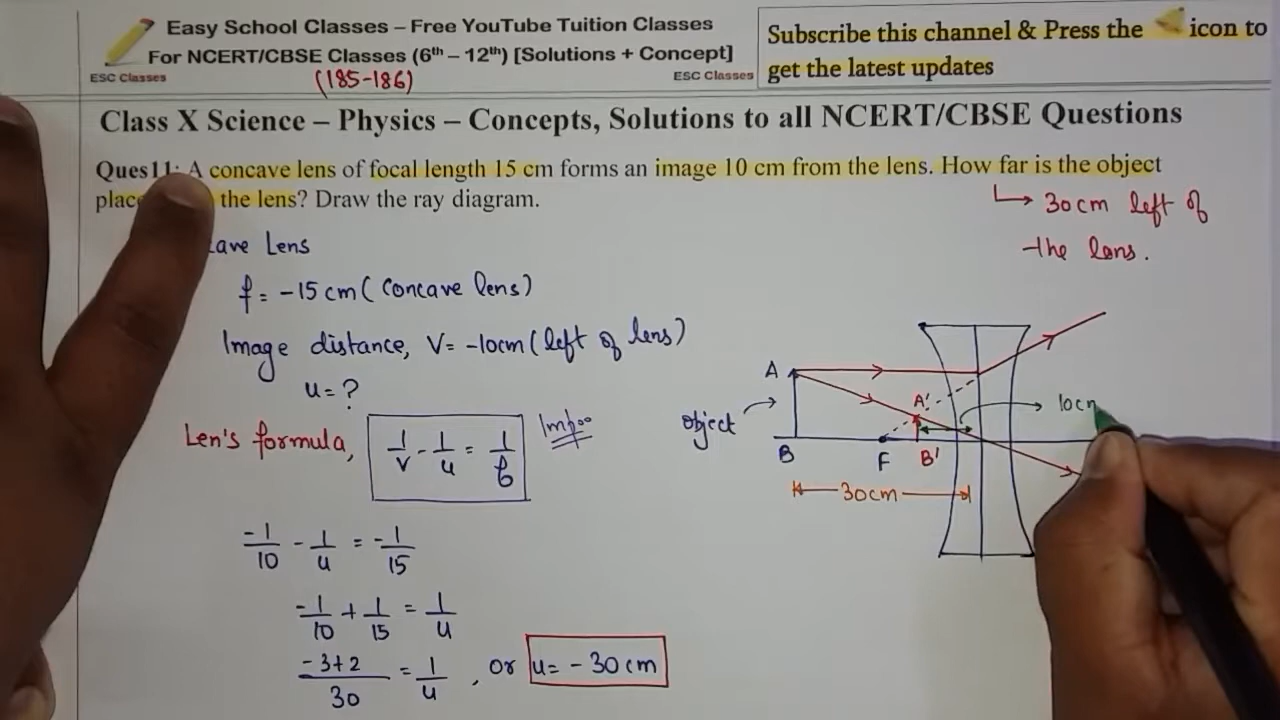 Easy School Classes – Free YouTube Tuition Classes
For NCERT/CBSE Classes (6th – 12th) [Solutions + Concept]
ESC Classes
(185-186)
ESC Classes
Subscribe this channel & Press the icon to
get the latest updates
Class X Science – Physics – Concepts, Solutions to all NCERT/CBSE Questions
Ques11: A concave lens of focal length 15 cm forms an image 10 cm from the lens. How far is the object
the lens? Draw the ray diagram.
30cm left of
the lens.
Lens
f = -15 cm (Concave lens)
Image distance, V = -10cm (left of lens)
u = ?
Len's formula,
1/v - 1/u = 1/f
-1/10 - 1/u = -1/15
-1/10 + 1/15 = 1/u
-3+2/30 = 1/u , or u = - 30 cm
A
object
B
F
A'
B'
30cm